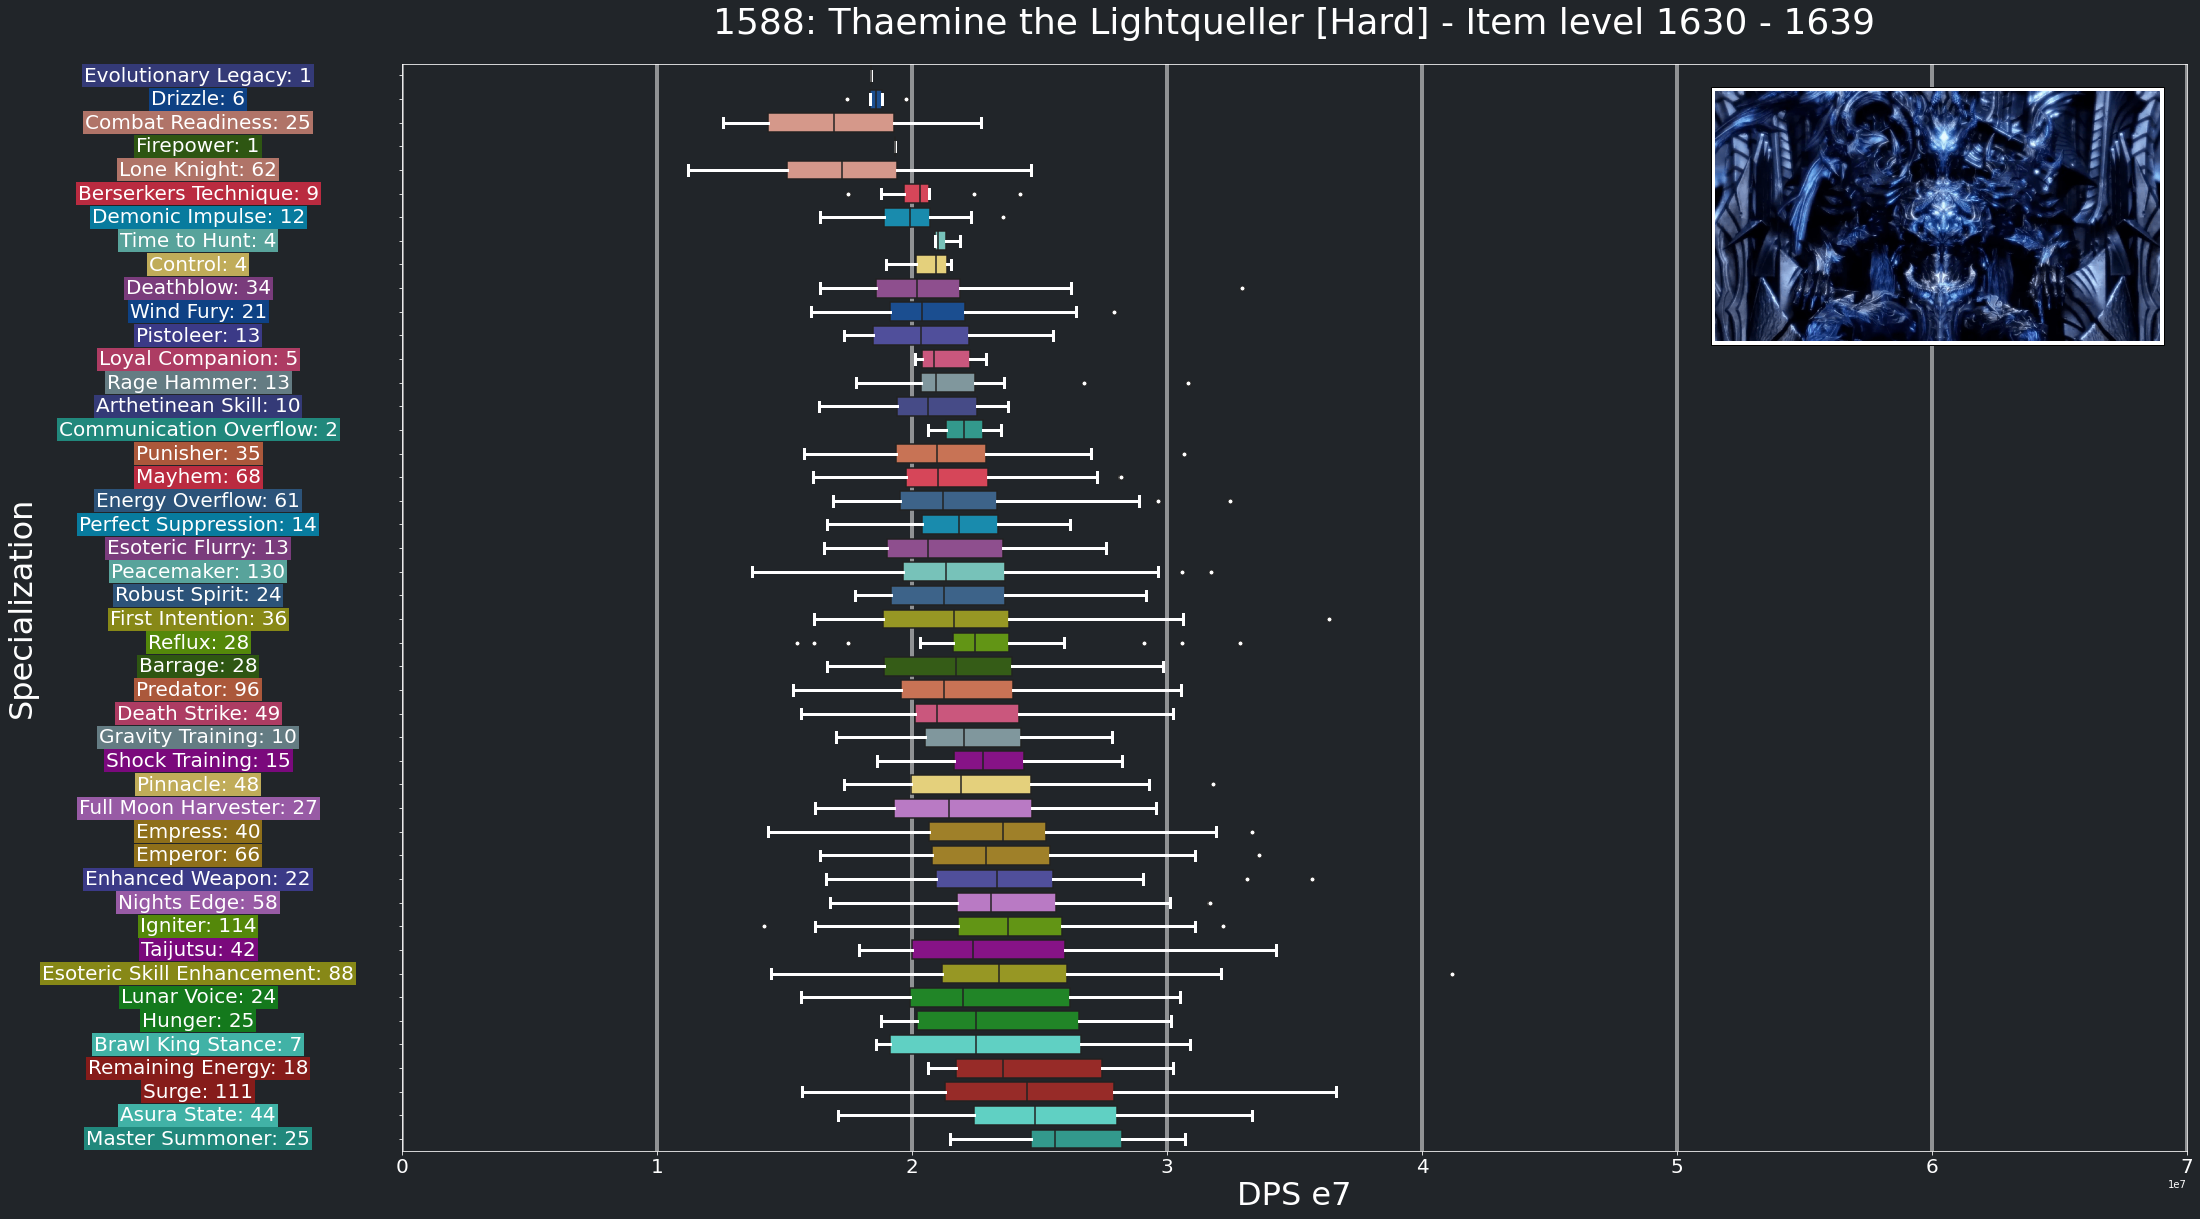 1588: Thaemine the Lightqueller [Hard] - Item level 1630 - 1639
Specialization
Evolutionary Legacy: 1
Drizzle: 6
Combat Readiness: 25
Firepower: 1
Lone Knight: 62
Berserkers Technique: 9
Demonic Impulse: 12
Time to Hunt: 4
Control: 4
Deathblow: 34
Wind Fury: 21
Pistoleer: 13
Loyal Companion: 5
Rage Hammer: 13
Arthetinean Skill: 10
Communication Overflow: 2
Punisher: 35
Mayhem: 68
Energy Overflow: 61
Perfect Suppression: 14
Esoteric Flurry: 13
Peacemaker: 130
Robust Spirit: 24
First Intention: 36
Reflux: 28
Barrage: 28
Predator: 96
Death Strike: 49
Gravity Training: 10
Shock Training: 15
Pinnacle: 48
Full Moon Harvester: 27
Empress: 40
Emperor: 66
Enhanced Weapon: 22
Nights Edge: 58
Igniter: 114
Taijutsu: 42
Esoteric Skill Enhancement: 88
Lunar Voice: 24
Hunger: 25
Brawl King Stance: 7
Remaining Energy: 18
Surge: 111
Asura State: 44
Master Summoner: 25
0 1 2 3 4 5 6 7
1e7
DPS e7